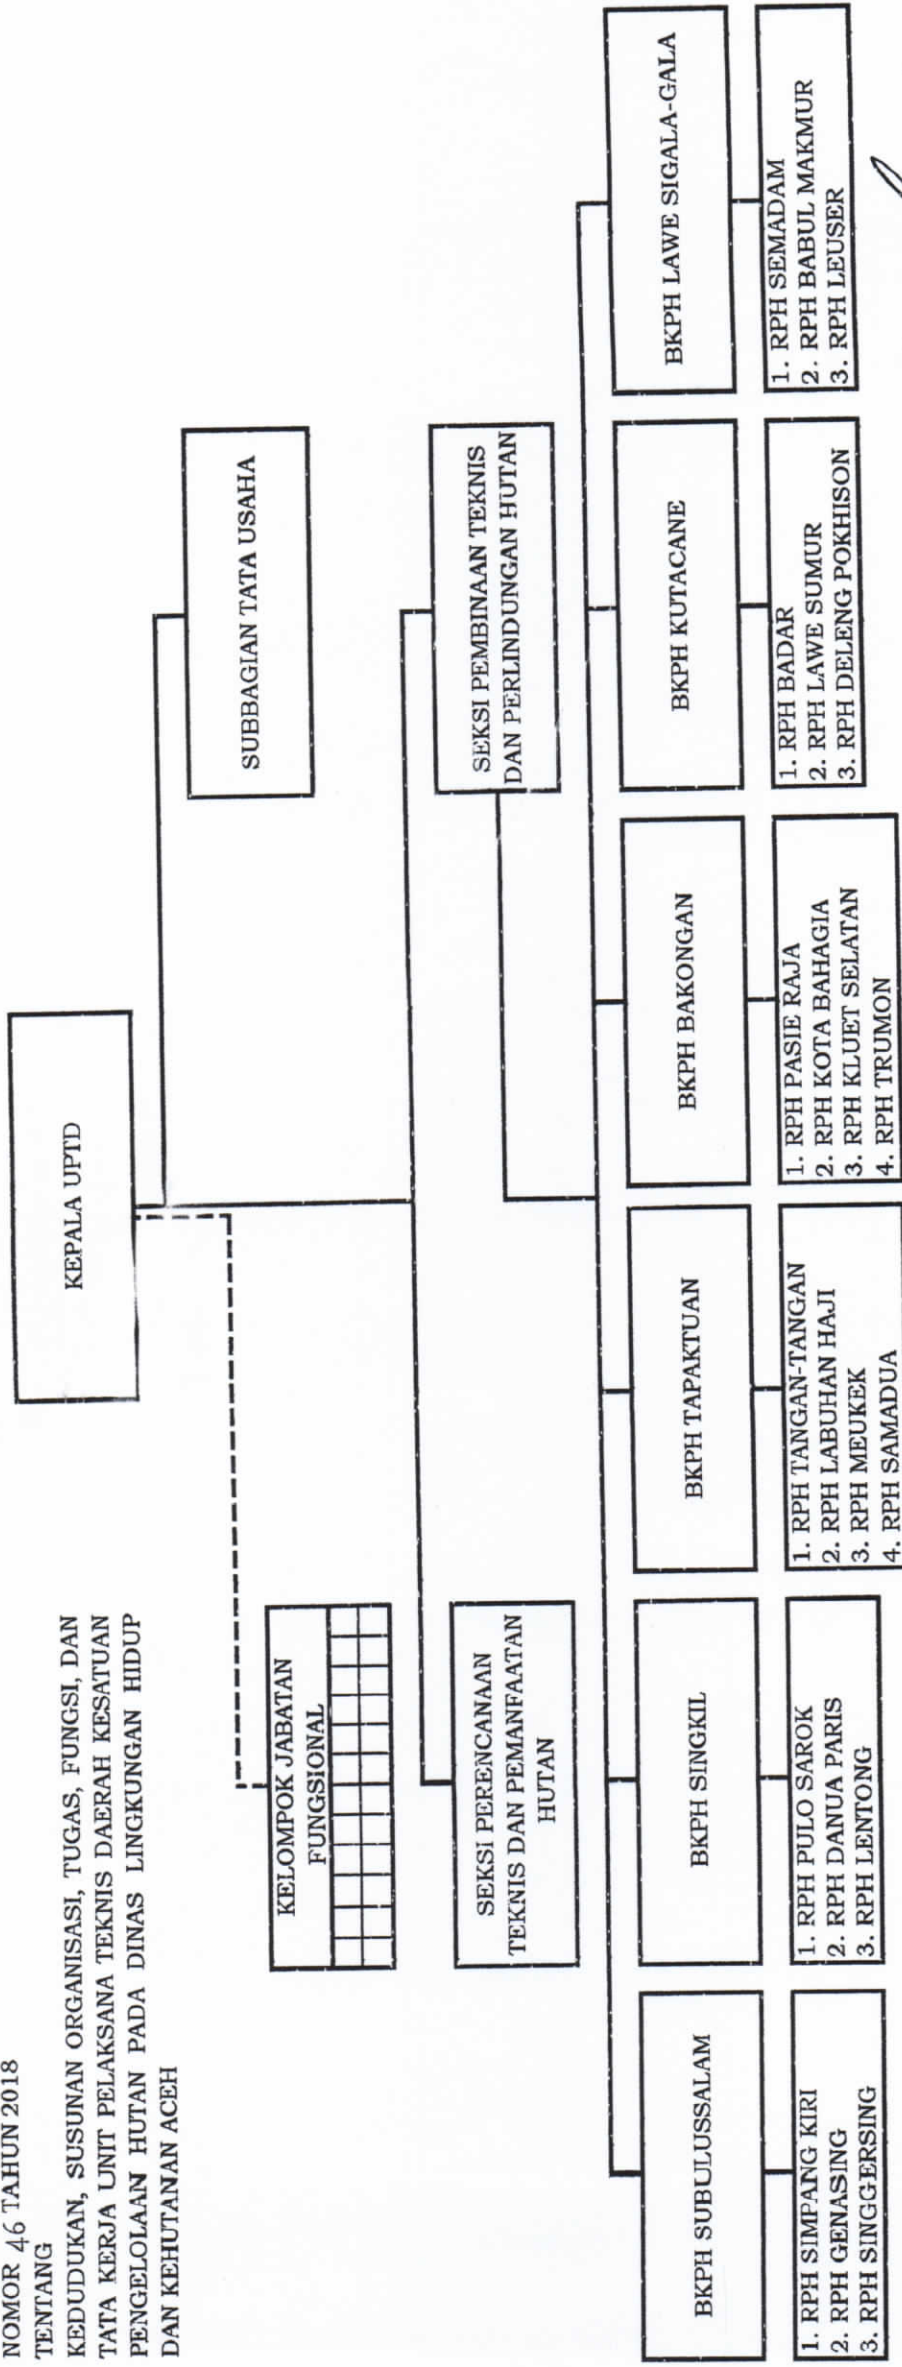 NOMOR 46 TAHUN 2018
TENTANG
KEDUDUKAN, SUSUNAN ORGANISASI, TUGAS, FUNGSI, DAN
TATA KERJA UNIT PELAKSANA TEKNIS DAERAH KESATUAN
PENGELOLAAN HUTAN PADA DINAS LINGKUNGAN HIDUP
DAN KEHUTANAN ACEH
KEPALA UPTD
SUBBAGIAN TATA USAHA
KELOMPOK JABATAN
FUNGSIONAL
SEKSI PERENCANAAN
TEKNIS DAN PEMANFAATAN
HUTAN
SEKSI PEMBINAAN TEKNIS
DAN PERLINDUNGAN HUTAN
BKPH SUBULUSSALAM
1. RPH SIMPANG KIRI
2. RPH GENASING
3. RPH SINGGERSING
BKPH SINGKIL
1. RPH PULO SAROK
2. RPH DANUA PARIS
3. RPH LENTONG
BKPH TAPAKTUAN
1. RPH TANGAN-TANGAN
2. RPH LABUHAN HAJI
3. RPH MEUKEK
4. RPH SAMADUA
BKPH BAKONGAN
1. RPH PASIE RAJA
2. RPH KOTA BAHAGIA
3. RPH KLUET SELATAN
4. RPH TRUMON
BKPH KUTACANE
1. RPH BADAR
2. RPH LAWE SUMUR
3. RPH DELENG POKHISON
BKPH LAWE SIGALA-GALA
1. RPH SEMADAM
2. RPH BABUL MAKMUR
3. RPH LEUSER